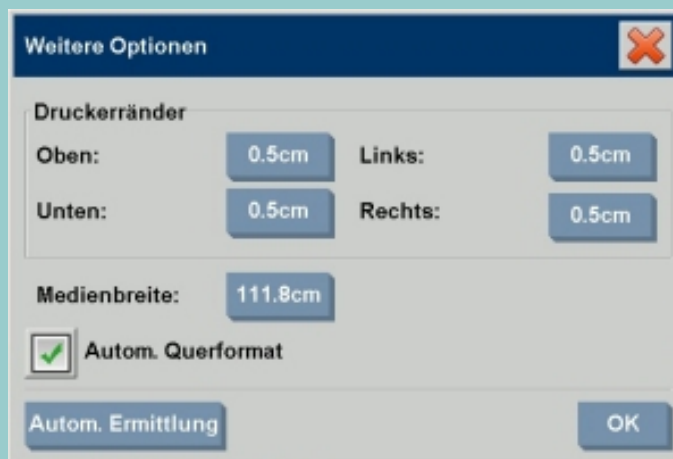 Weitere Optionen
Druckerränder
Oben: 0.5cm Links: 0.5cm
Unten: 0.5cm Rechts: 0.5cm
Medienbreite: 111.8cm
Autom. Querformat
Autom. Ermittlung OK